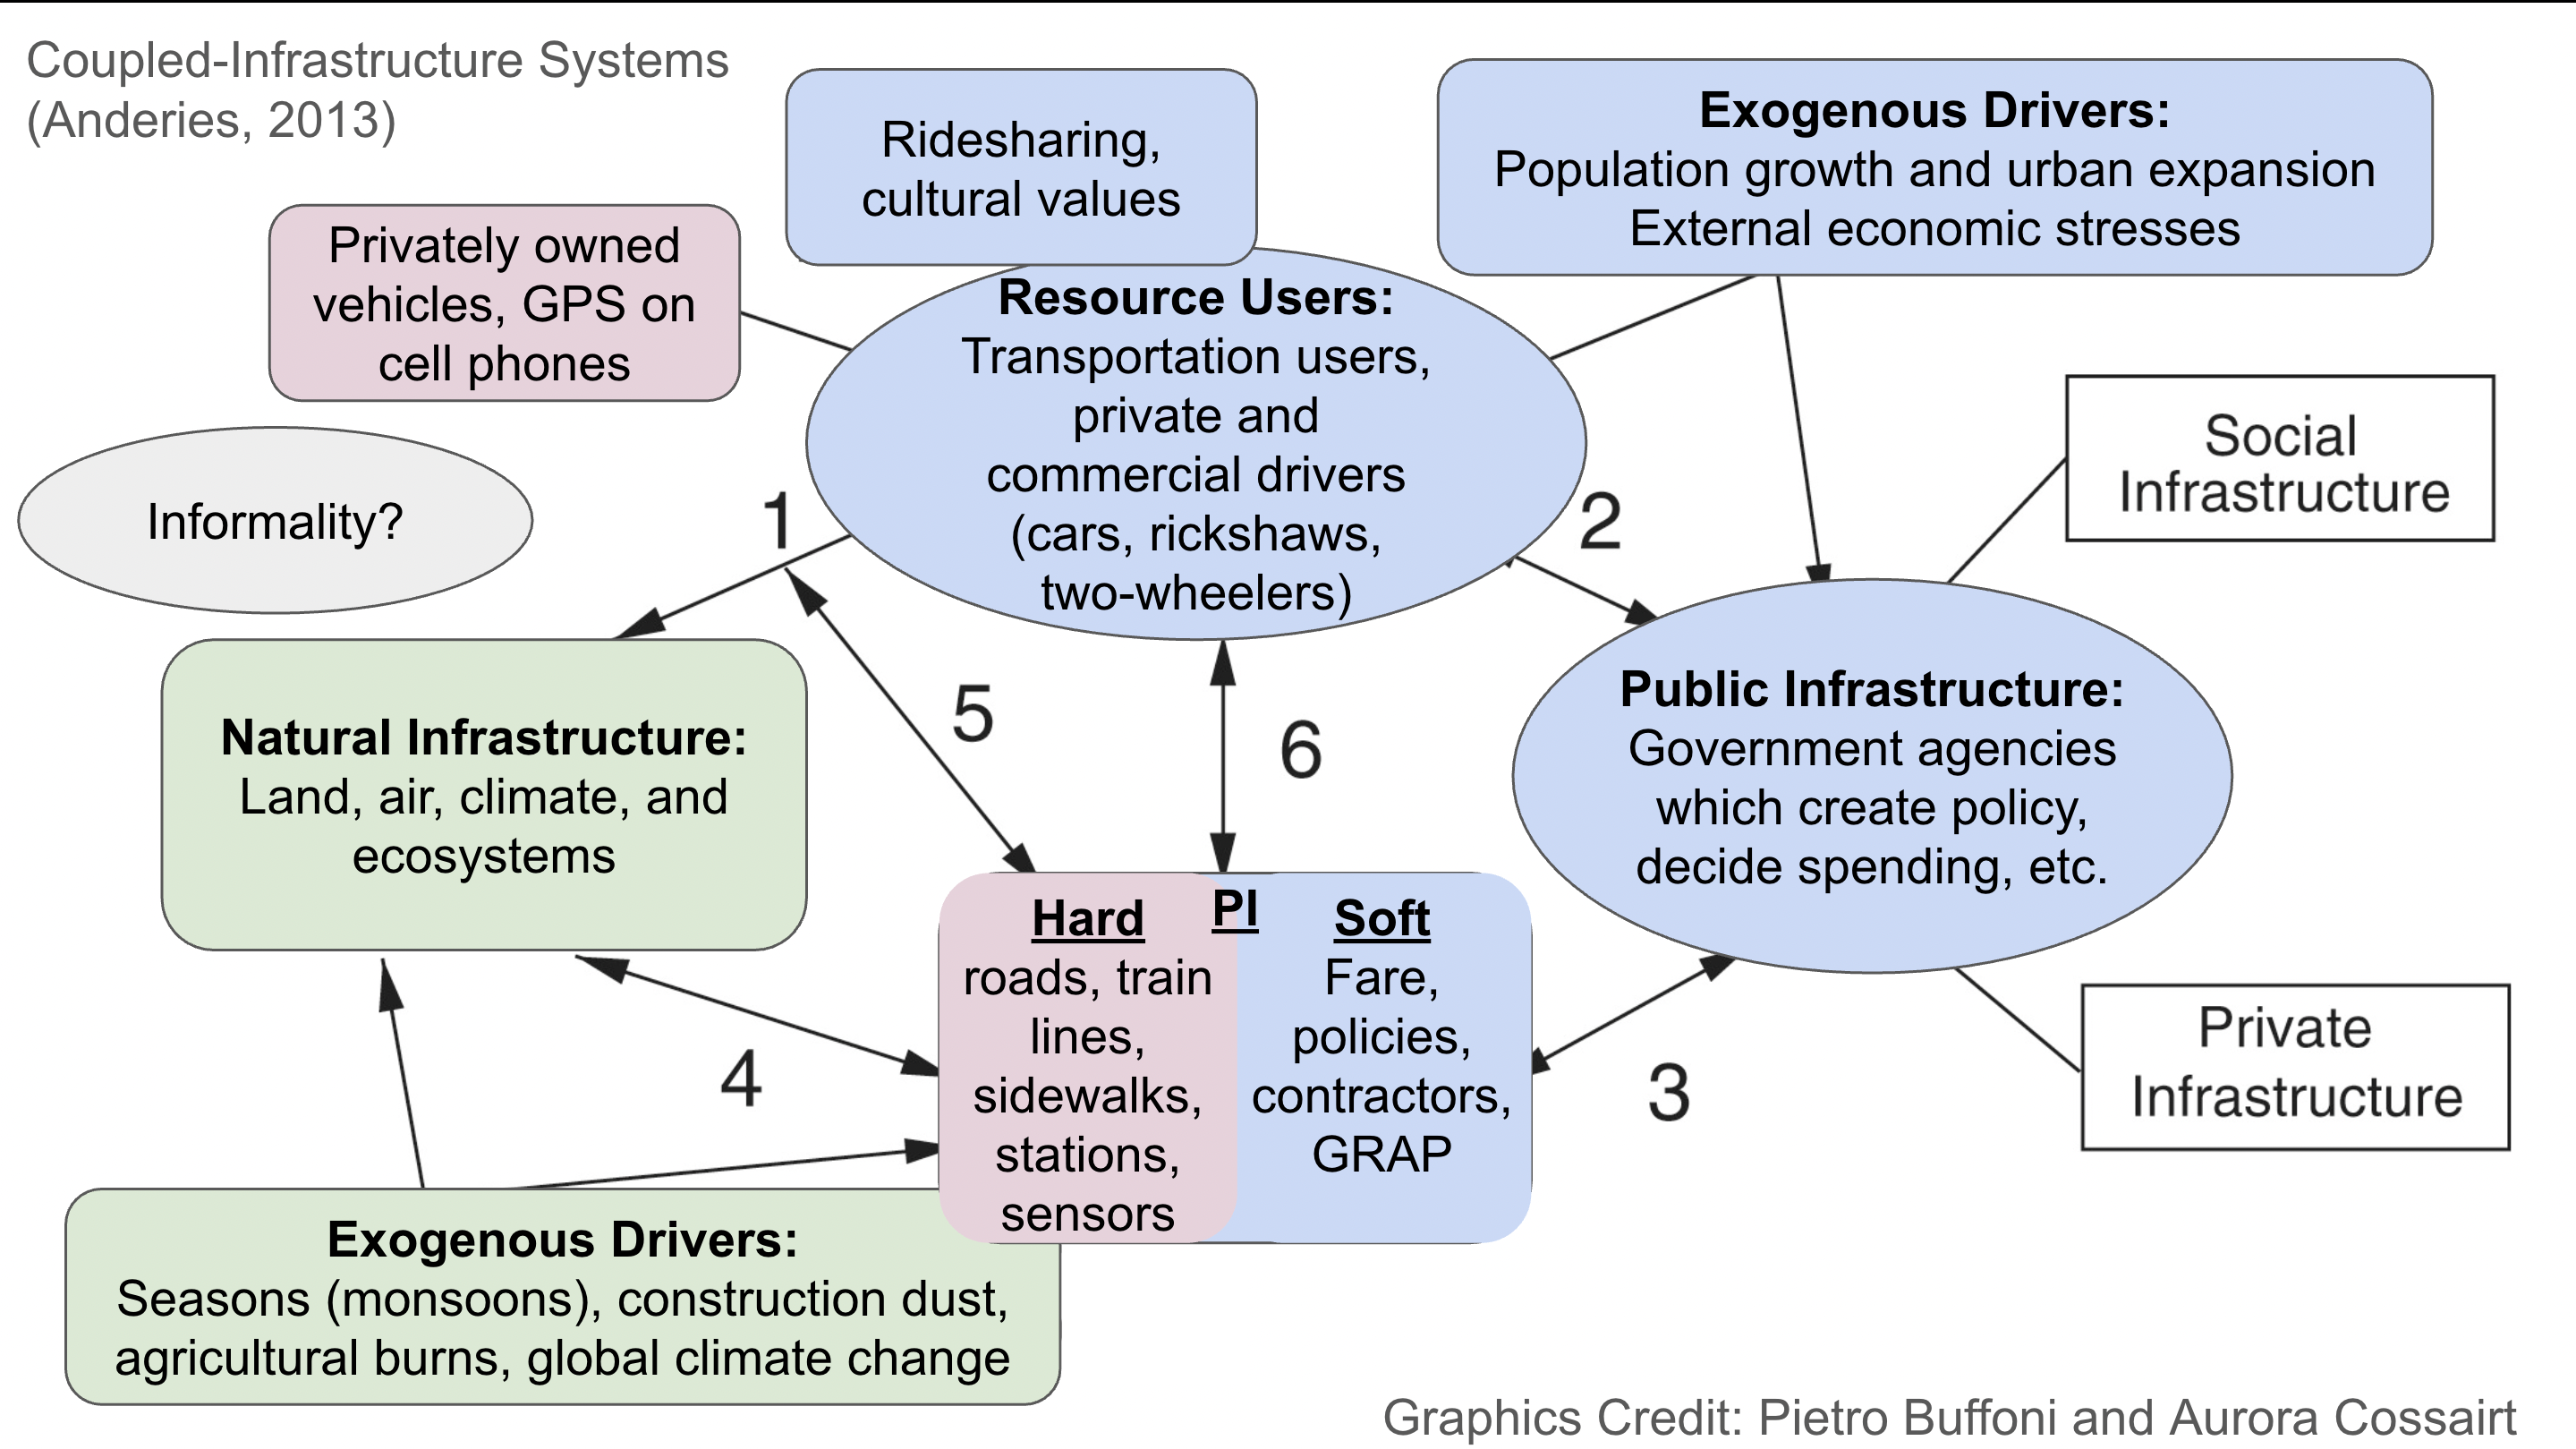 Coupled-Infrastructure Systems
(Anderies, 2013)
Ridesharing,
cultural values
Exogenous Drivers:
Population growth and urban expansion
External economic stresses
Privately owned
vehicles, GPS on
cell phones
Resource Users:
Transportation users,
private and
commercial drivers
(cars, rickshaws,
two-wheelers)
Social
Infrastructure
Informality?
1
2
Natural Infrastructure:
Land, air, climate, and
ecosystems
5
6
Public Infrastructure:
Government agencies
which create policy,
decide spending, etc.
PI
Hard
roads, train
lines,
sidewalks,
stations,
sensors
Soft
Fare,
policies,
contractors,
GRAP
4
3
Private
Infrastructure
Exogenous Drivers:
Seasons (monsoons), construction dust,
agricultural burns, global climate change
Graphics Credit: Pietro Buffoni and Aurora Cossairt